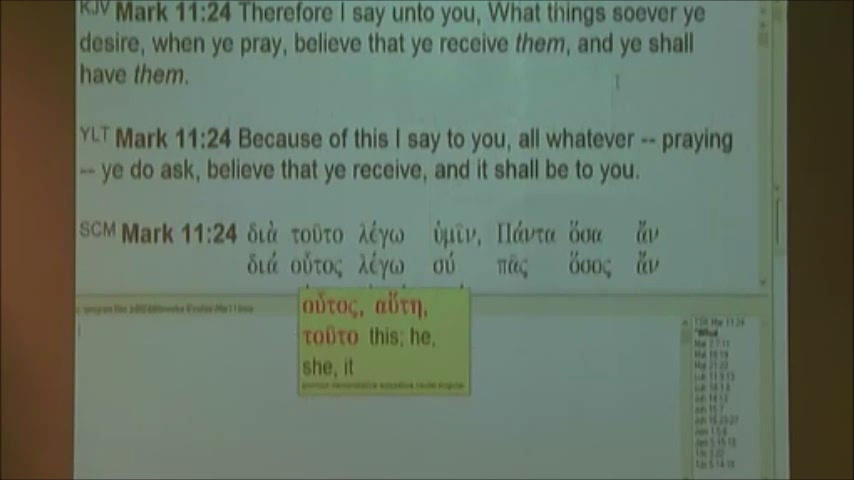 KJV Mark 11:24 Therefore I say unto you, What things soever ye
desire, when ye pray, believe that ye receive them, and ye shall
have them.
YLT Mark 11:24 Because of this I say to you, all whatever -- praying
-- ye do ask, believe that ye receive, and it shall be to you.
SCM Mark 11:24 διὰ τοῦτο λέγω ὑμῖν, Πάντα ὅσα ἄν
διά οὗτος λέγω σύ πᾶς ὅσος ἄν
οὗτος, αὕτη,
τοῦτο this; he,
she, it